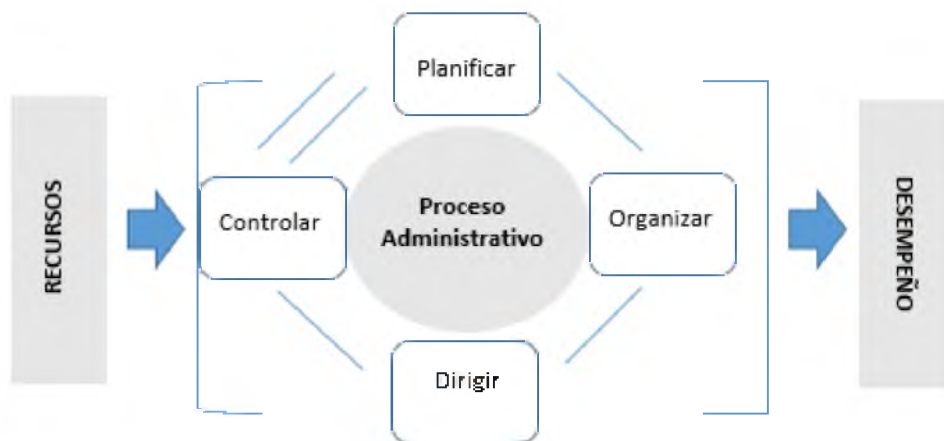 RECURSOS
Planificar
Controlar
Proceso
Administrativo
Organizar
Dirigir
DESEMPEÑO